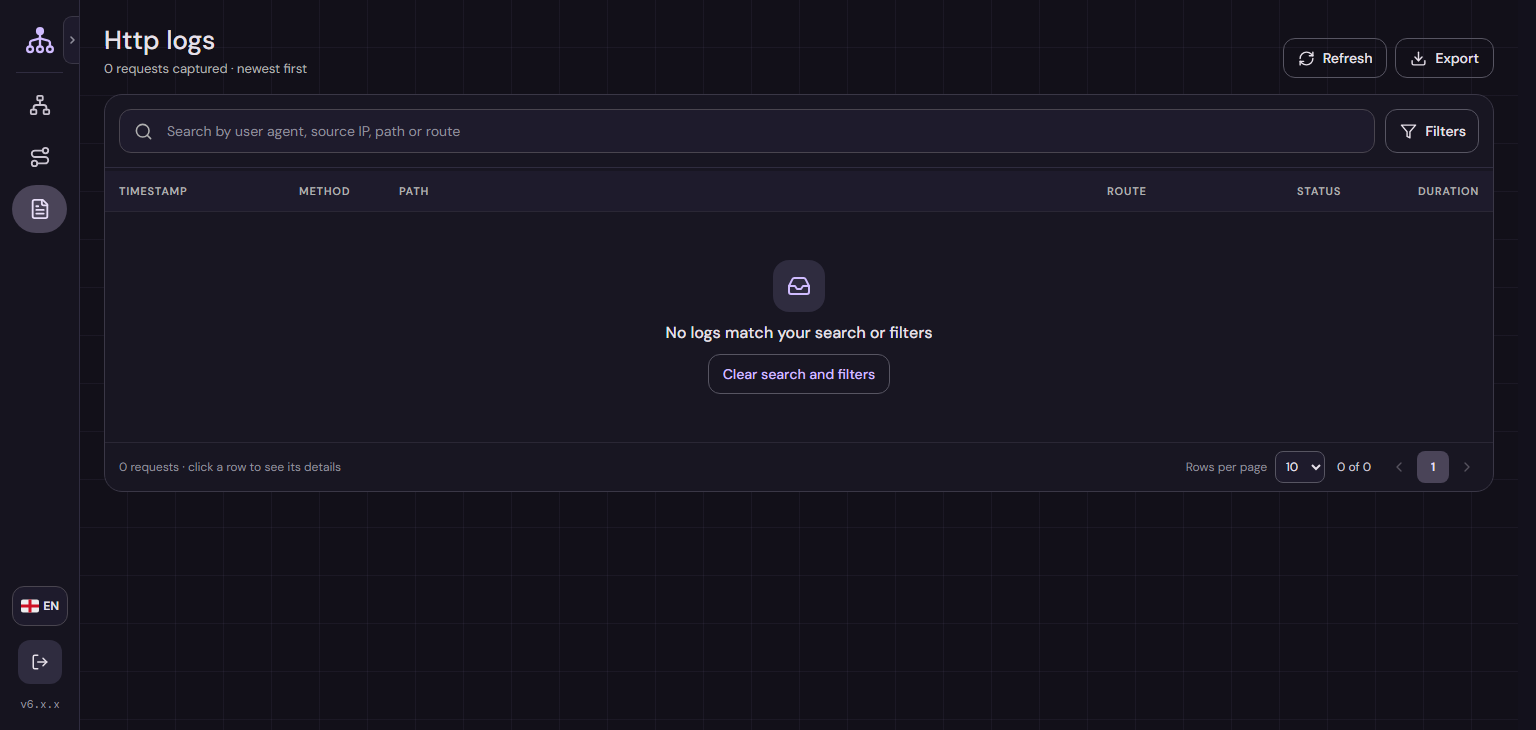 Http logs
0 requests captured · newest first
Refresh
Export
Search by user agent, source IP, path or route
Filters
TIMESTAMP METHOD PATH ROUTE STATUS DURATION
No logs match your search or filters
Clear search and filters
0 requests · click a row to see its details
Rows per page 10 0 of 0 1
EN
v6.x.x